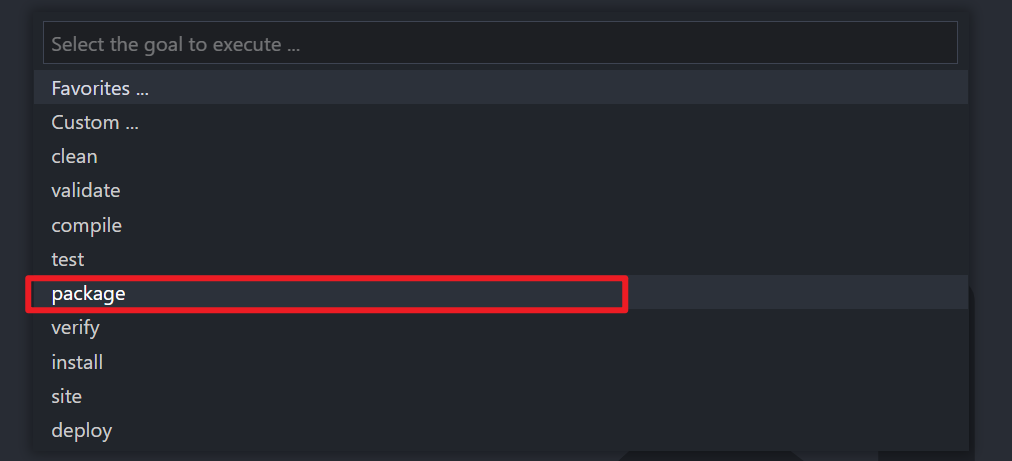 Select the goal to execute ...
Favorites ...
Custom ...
clean
validate
compile
test
package
verify
install
site
deploy